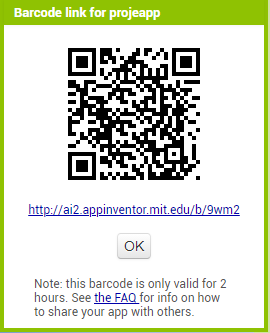 Barcode link for projeapp
http://ai2.appinventor.mit.edu/b/9wm2
OK
Note: this barcode is only valid for 2
hours. See the FAQ for info on how
to share your app with others.